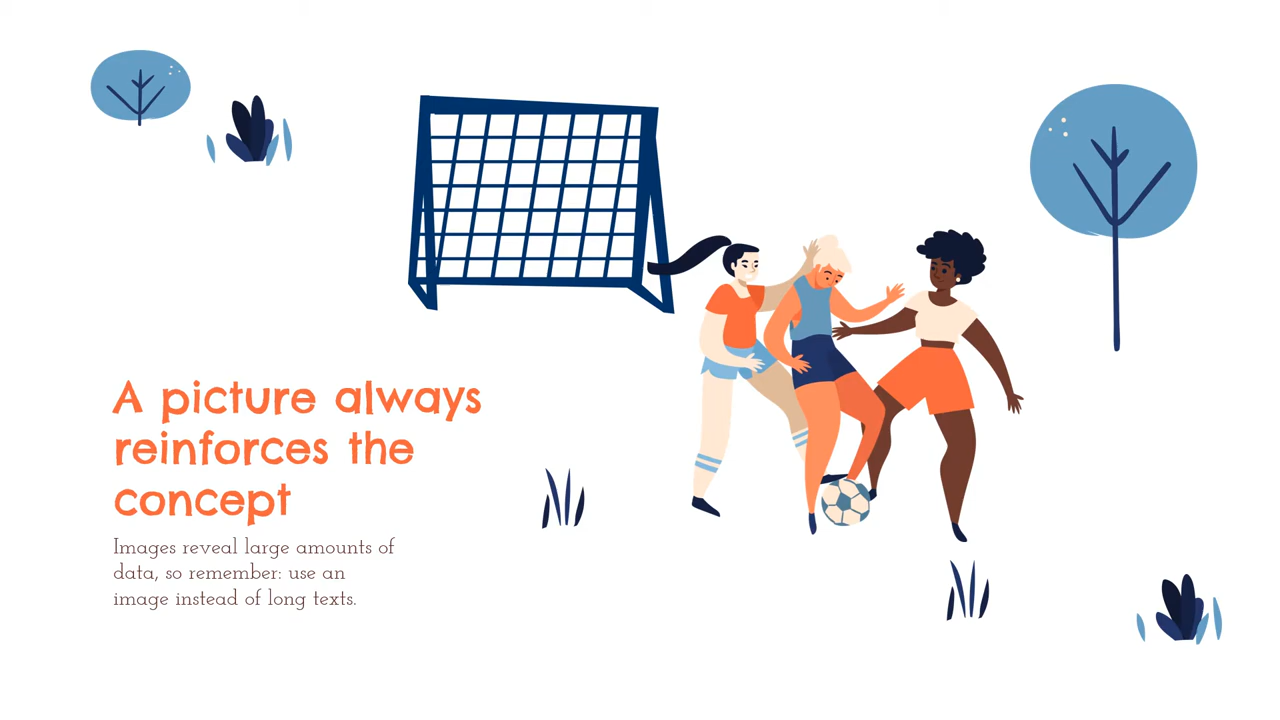 A picture always
reinforces the
concept
Images reveal large amounts of
data, so remember: use an
image instead of long texts.